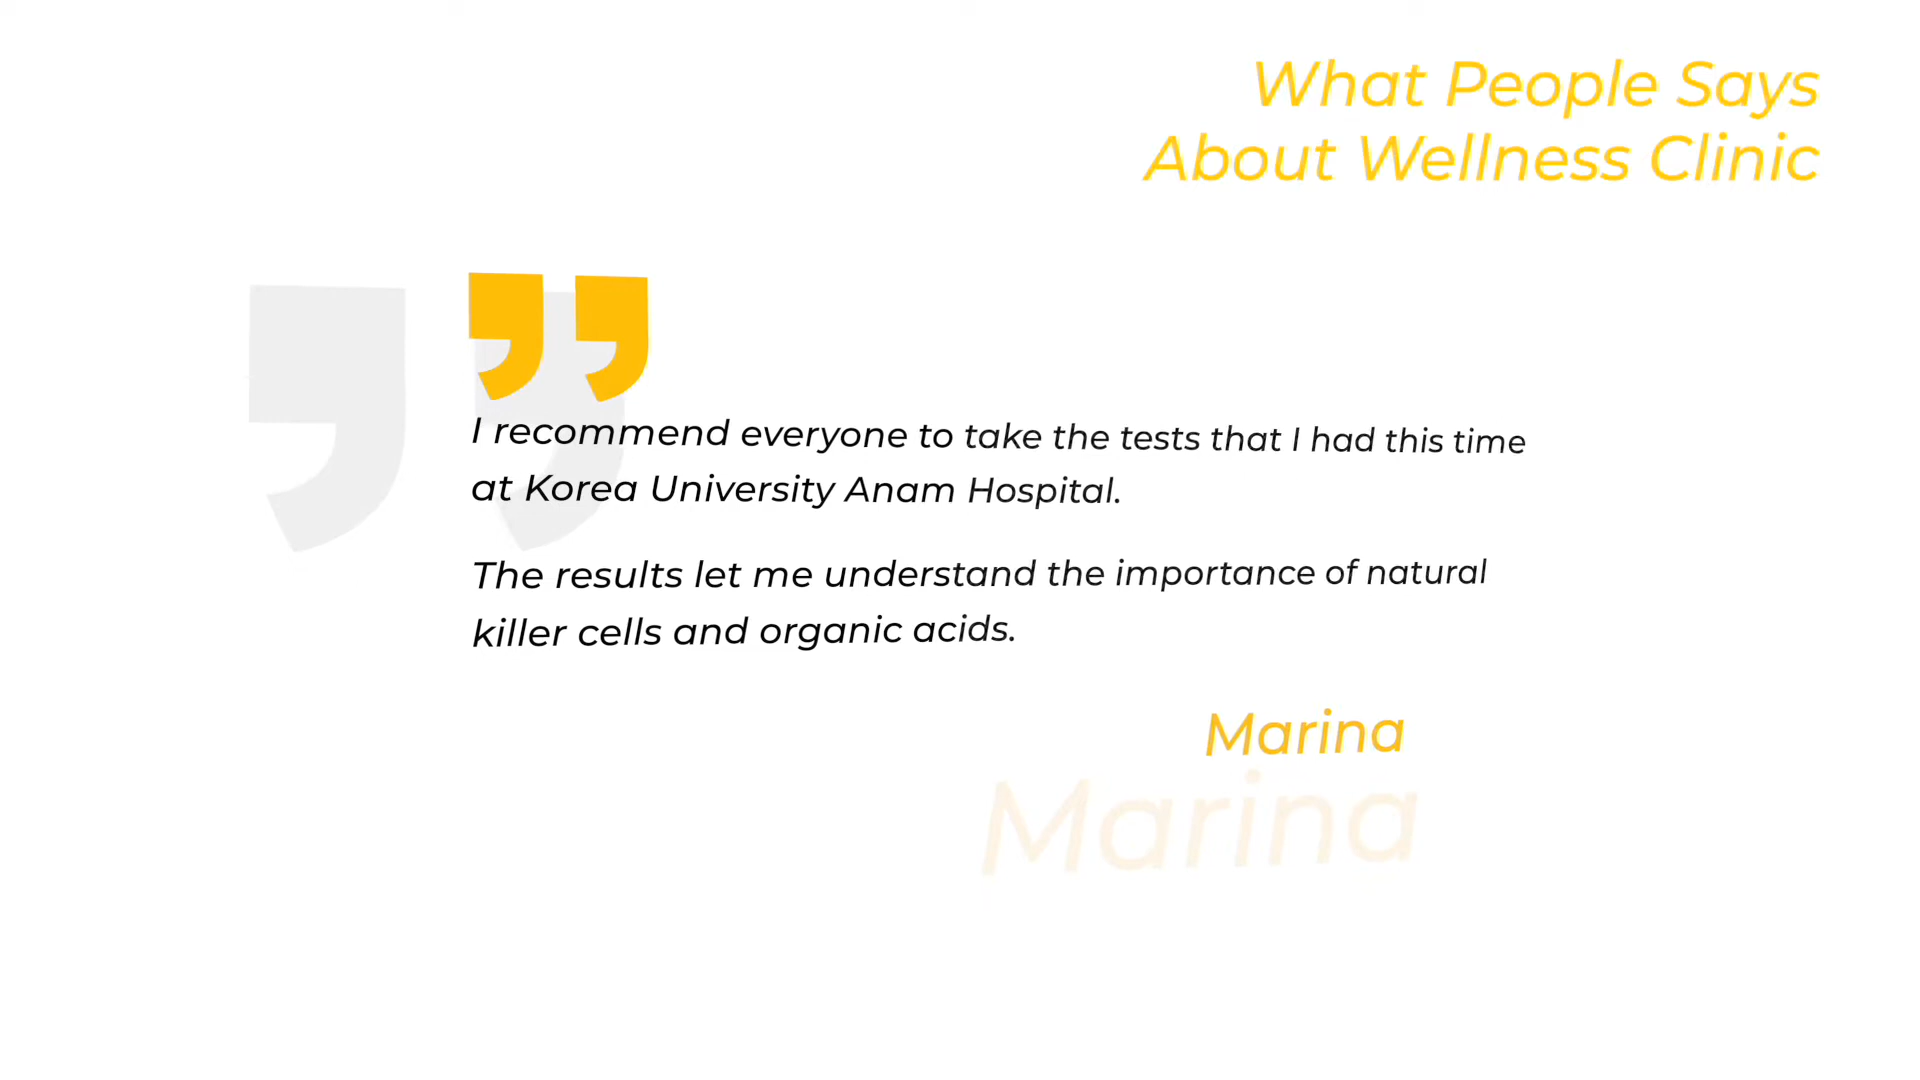 What People Says
About Wellness Clinic
I recommend everyone to take the tests that I had this time
at Korea University Anam Hospital.
The results let me understand the importance of natural
killer cells and organic acids.
Marina
Marina